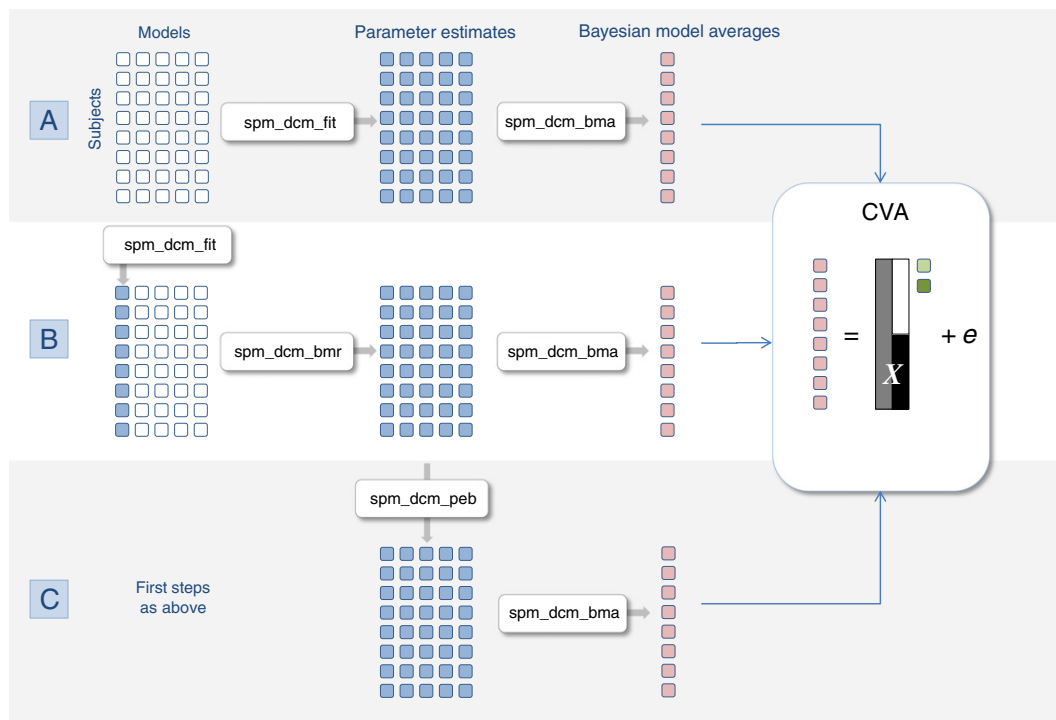 Models
Parameter estimates
Bayesian model averages
A
Subjects
spm_dcm_fit
spm_dcm_bma
CVA
spm_dcm_fit
B
spm_dcm_bmr
spm_dcm_bma
=
X
+ e
spm_dcm_peb
C
First steps
as above
spm_dcm_bma